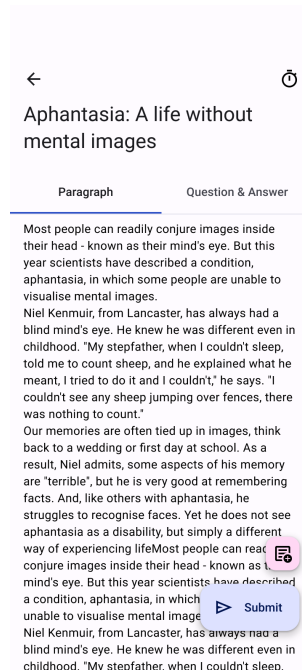 Aphantasia: A life without
mental images
Paragraph
Question & Answer
Most people can readily conjure images inside
their head - known as their mind's eye. But this
year scientists have described a condition,
aphantasia, in which some people are unable to
visualise mental images.
Niel Kenmuir, from Lancaster, has always had a
blind mind's eye. He knew he was different even in
childhood. "My stepfather, when I couldn't sleep,
told me to count sheep, and he explained what he
meant, I tried to do it and I couldn't," he says. "I
couldn't see any sheep jumping over fences, there
was nothing to count."
Our memories are often tied up in images, think
back to a wedding or first day at school. As a
result, Niel admits, some aspects of his memory
are "terrible", but he is very good at remembering
facts. And, like others with aphantasia, he
struggles to recognise faces. Yet he does not see
aphantasia as a disability, but simply a different
way of experiencing lifeMost people can
conjure images inside their head - known as
mind's eye. But this year scientists have described
a condition, aphantasia, in which
unable to visualise mental
Submit
Niel Kenmuir, from Lancaster, has always had a
blind mind's eye. He knew he was different even in
childhood. "My stepfather, when I couldn't sleep,